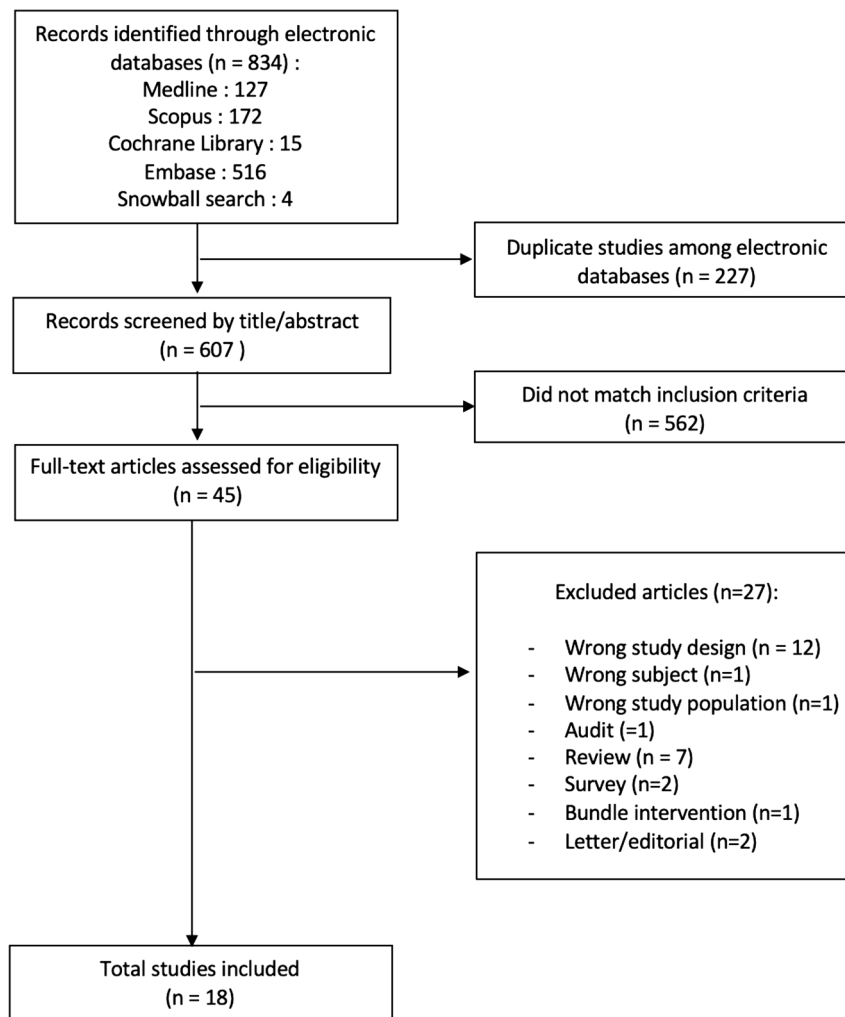 Records identified through electronic
databases (n = 834) :
Medline : 127
Scopus : 172
Cochrane Library : 15
Embase : 516
Snowball search : 4
Duplicate studies among electronic
databases (n = 227)
Records screened by title/abstract
(n = 607 )
Did not match inclusion criteria
(n = 562)
Full-text articles assessed for eligibility
(n = 45)
Excluded articles (n=27):
- Wrong study design (n = 12)
- Wrong subject (n=1)
- Wrong study population (n=1)
- Audit (=1)
- Review (n = 7)
- Survey (n=2)
- Bundle intervention (n=1)
- Letter/editorial (n=2)
Total studies included
(n = 18)